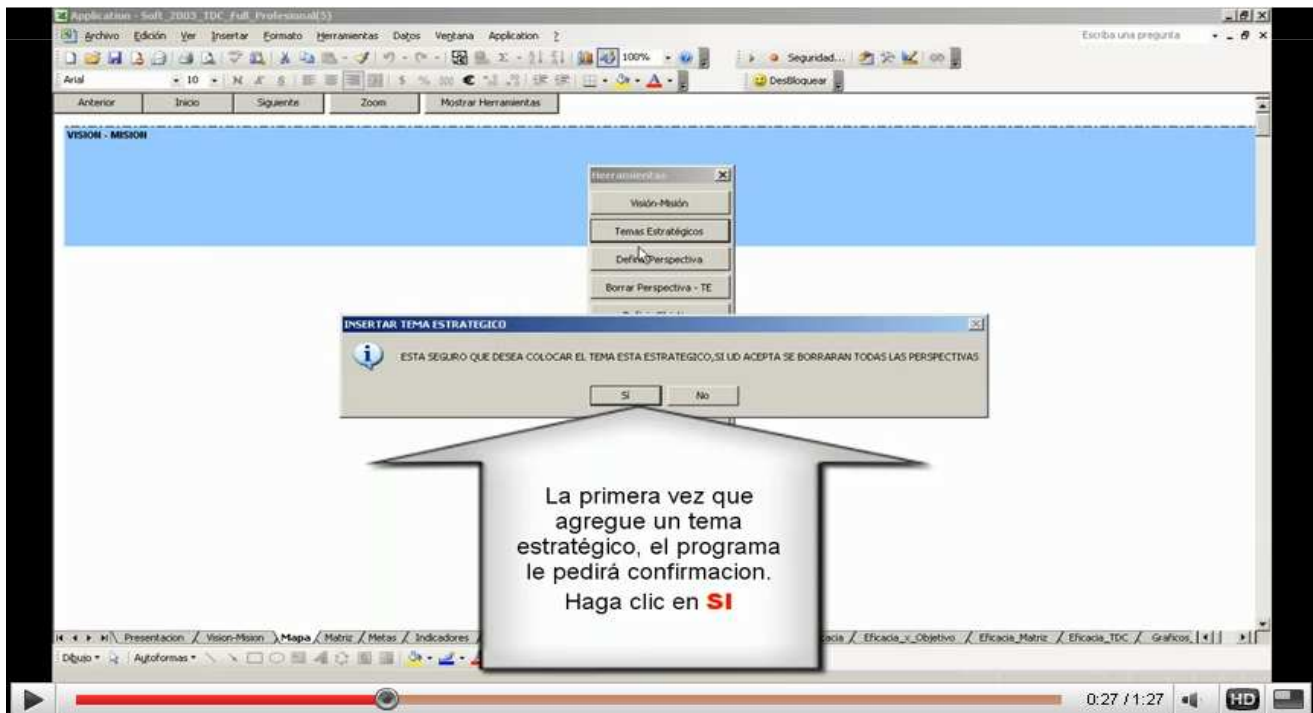 Application - Soft_2003_TDC_Full_Profesional(5)
Archivo Edición Ver Insertar Formato Herramientas Datos Ventana Application ?
Escriba una pregunta
100%
Seguridad...
Arial 10 N K S
DesBloquear
Anterior Inicio Siguiente Zoom Mostrar Herramientas
VISION - MISION
Herramientas
Visión-Misión
Temas Estratégicos
Definir Perspectiva
Borrar Perspectiva - TE
INSERTAR TEMA ESTRATEGICO
ESTA SEGURO QUE DESEA COLOCAR EL TEMA ESTA ESTRATEGICO,SI UD ACEPTA SE BORRARAN TODAS LAS PERSPECTIVAS
Sí No
La primera vez que
agregue un tema
estratégico, el programa
le pedirá confirmacion.
Haga clic en SI
Presentacion / Vision-Mision / Mapa / Matriz / Metas / Indicadores
Eficacia_x_Objetivo / Eficacia_Matriz / Eficacia_TDC / Graficos_
Dibujo Autoformas
0:27 / 1:27 HD